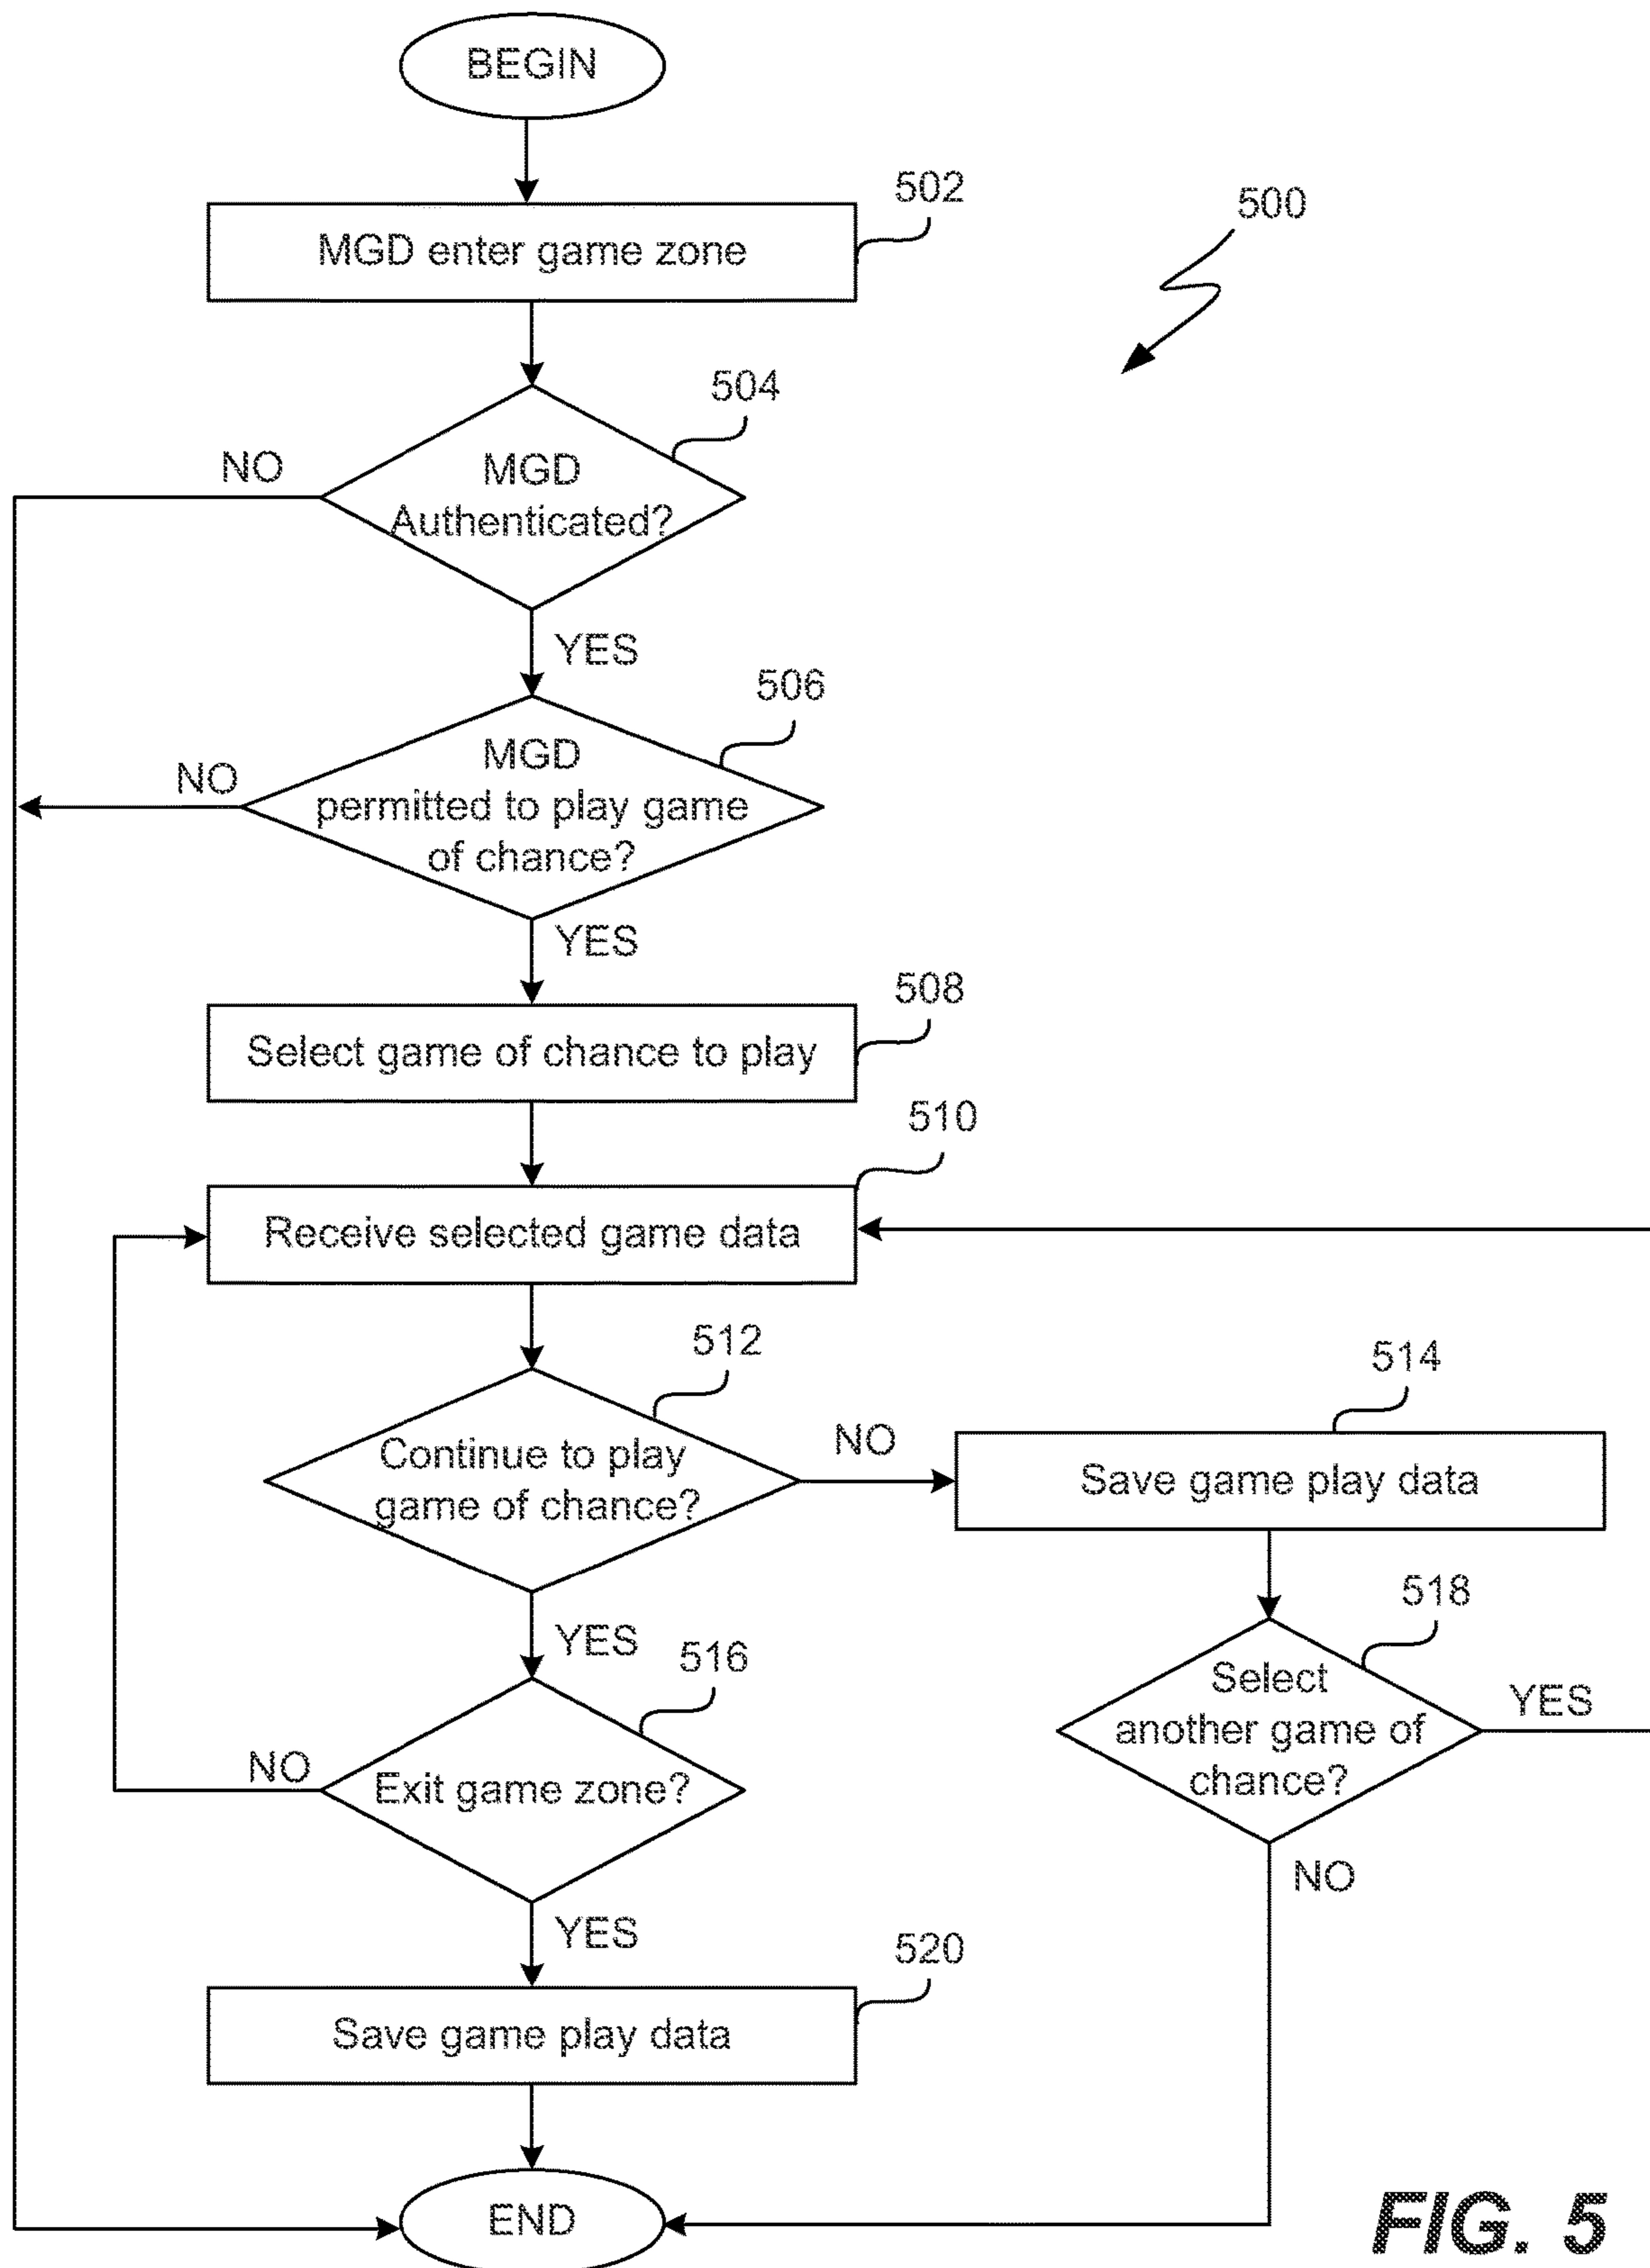 BEGIN
502
500
MGD enter game zone
504
NO
MGD
Authenticated?
YES
506
NO
MGD
permitted to play game
of chance?
YES
508
Select game of chance to play
510
Receive selected game data
512
514
Continue to play
game of chance?
NO
Save game play data
518
YES
516
Select
another game of
chance?
YES
NO
Exit game zone?
NO
YES
520
Save game play data
END
FIG. 5